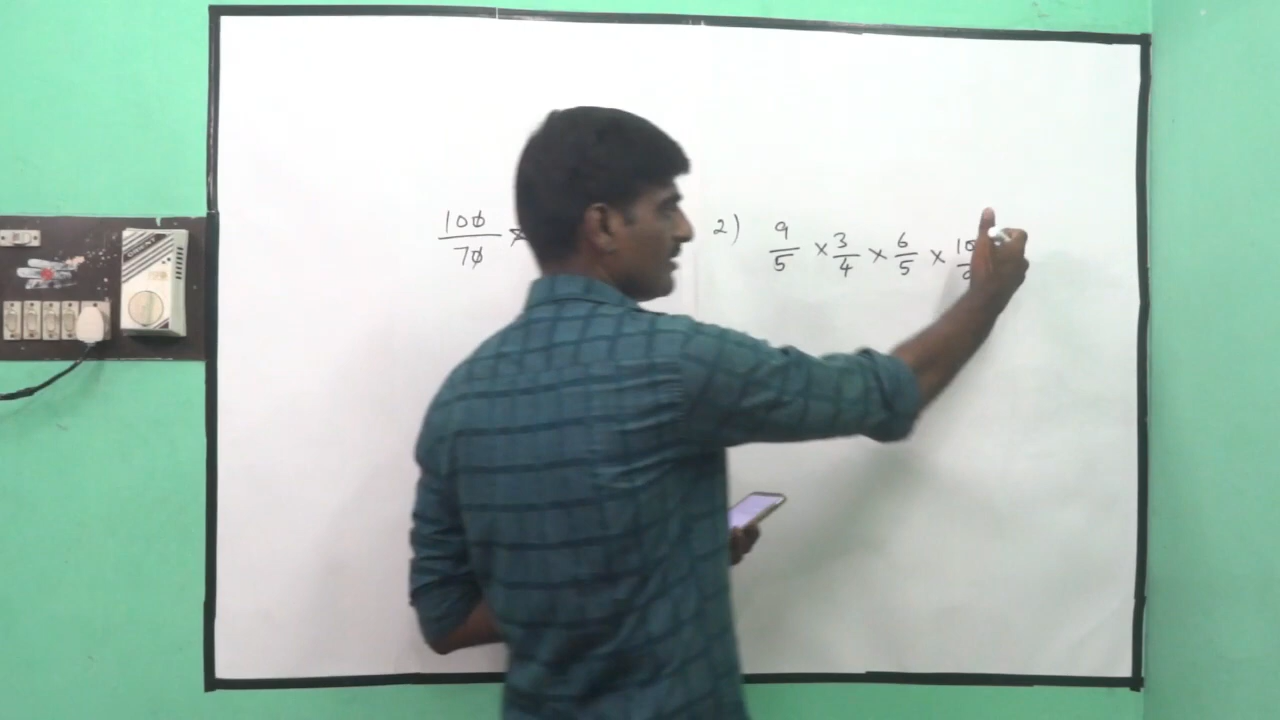 100/70 ×
2) 9/5 × 3/4 × 6/5 × 10